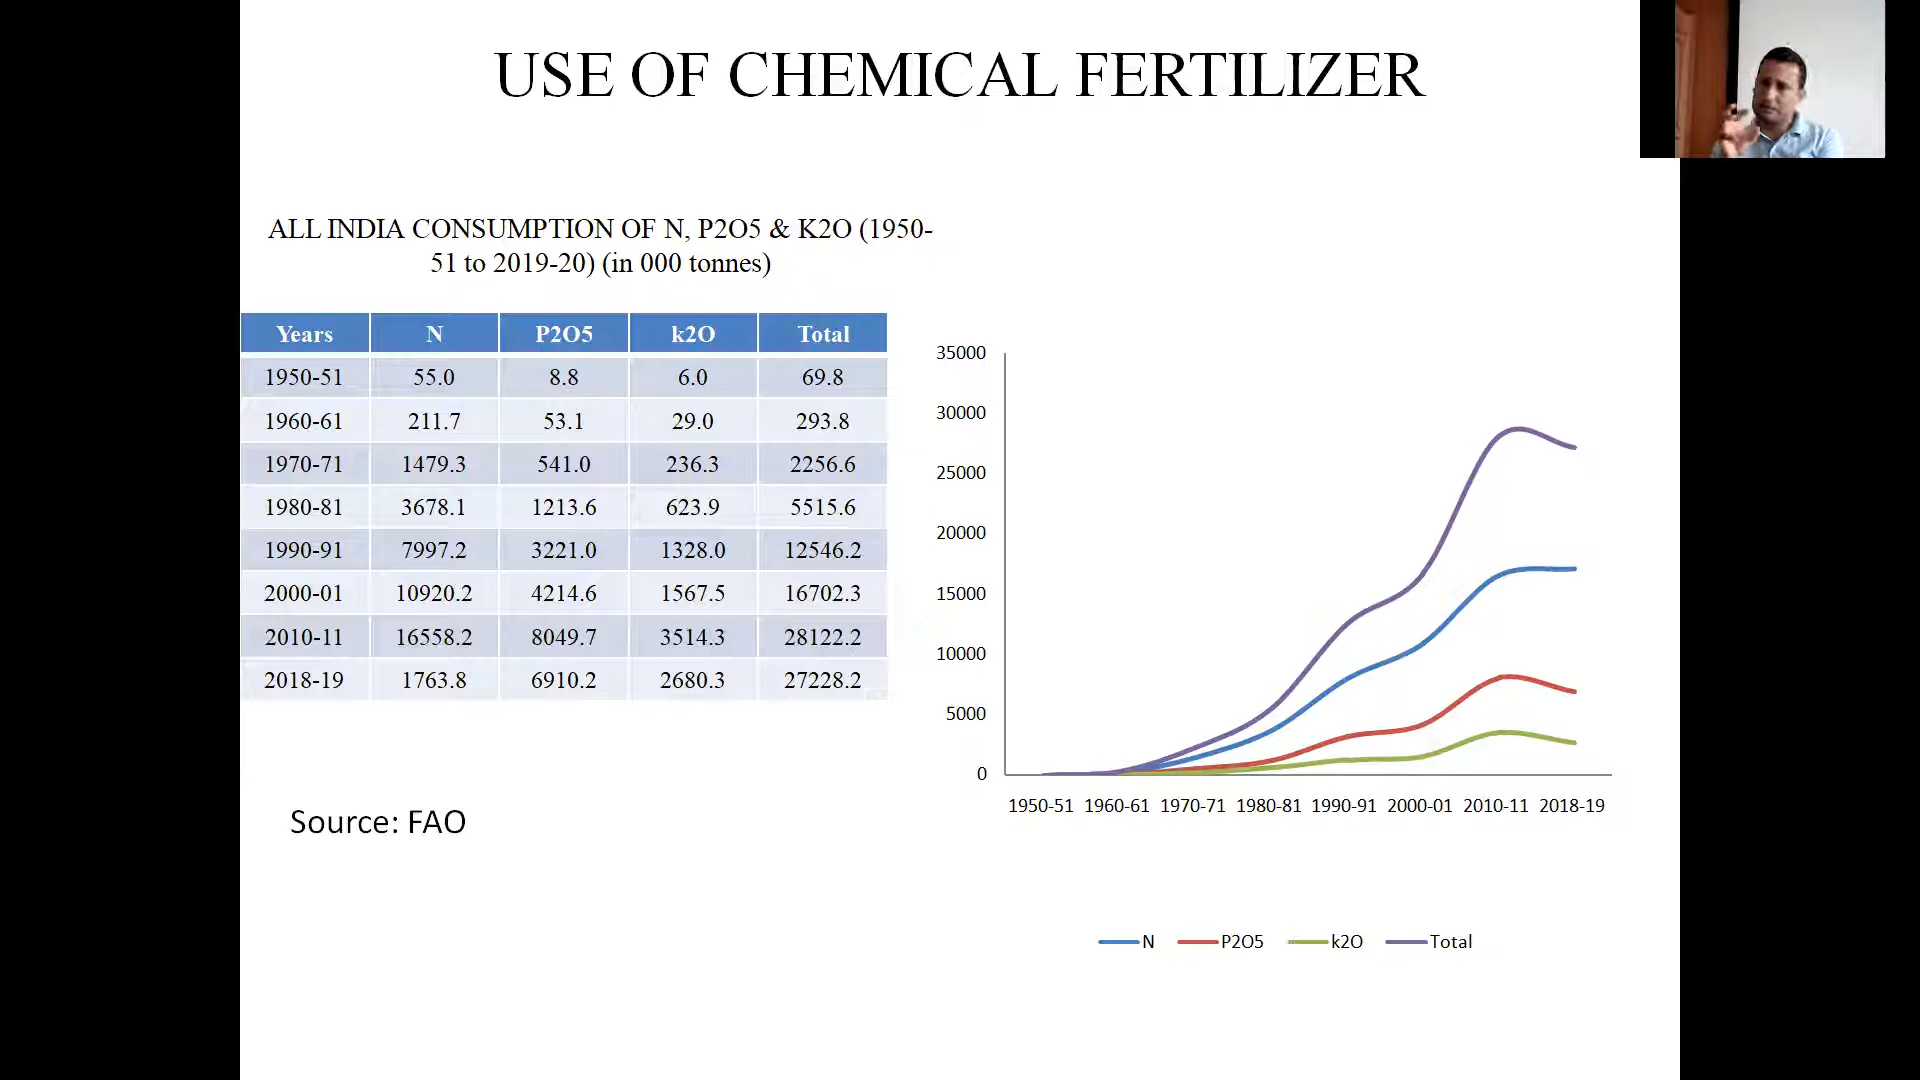 USE OF CHEMICAL FERTILIZER
ALL INDIA CONSUMPTION OF N, P2O5 & K2O (1950-
51 to 2019-20) (in 000 tonnes)
Years N P2O5 k2O Total
1950-51 55.0 8.8 6.0 69.8
1960-61 211.7 53.1 29.0 293.8
1970-71 1479.3 541.0 236.3 2256.6
1980-81 3678.1 1213.6 623.9 5515.6
1990-91 7997.2 3221.0 1328.0 12546.2
2000-01 10920.2 4214.6 1567.5 16702.3
2010-11 16558.2 8049.7 3514.3 28122.2
2018-19 1763.8 6910.2 2680.3 27228.2
Source: FAO
35000
30000
25000
20000
15000
10000
5000
0
1950-51 1960-61 1970-71 1980-81 1990-91 2000-01 2010-11 2018-19
N P2O5 k2O Total